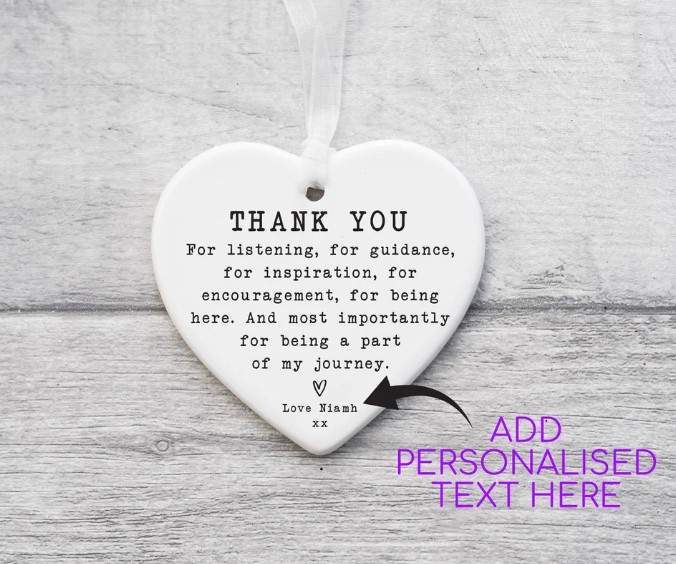 THANK YOU
For listening, for guidance,
for inspiration, for
encouragement, for being
here. And most importantly
for being a part
of my journey.
Love Niamh
xx
ADD
PERSONALISED
TEXT HERE